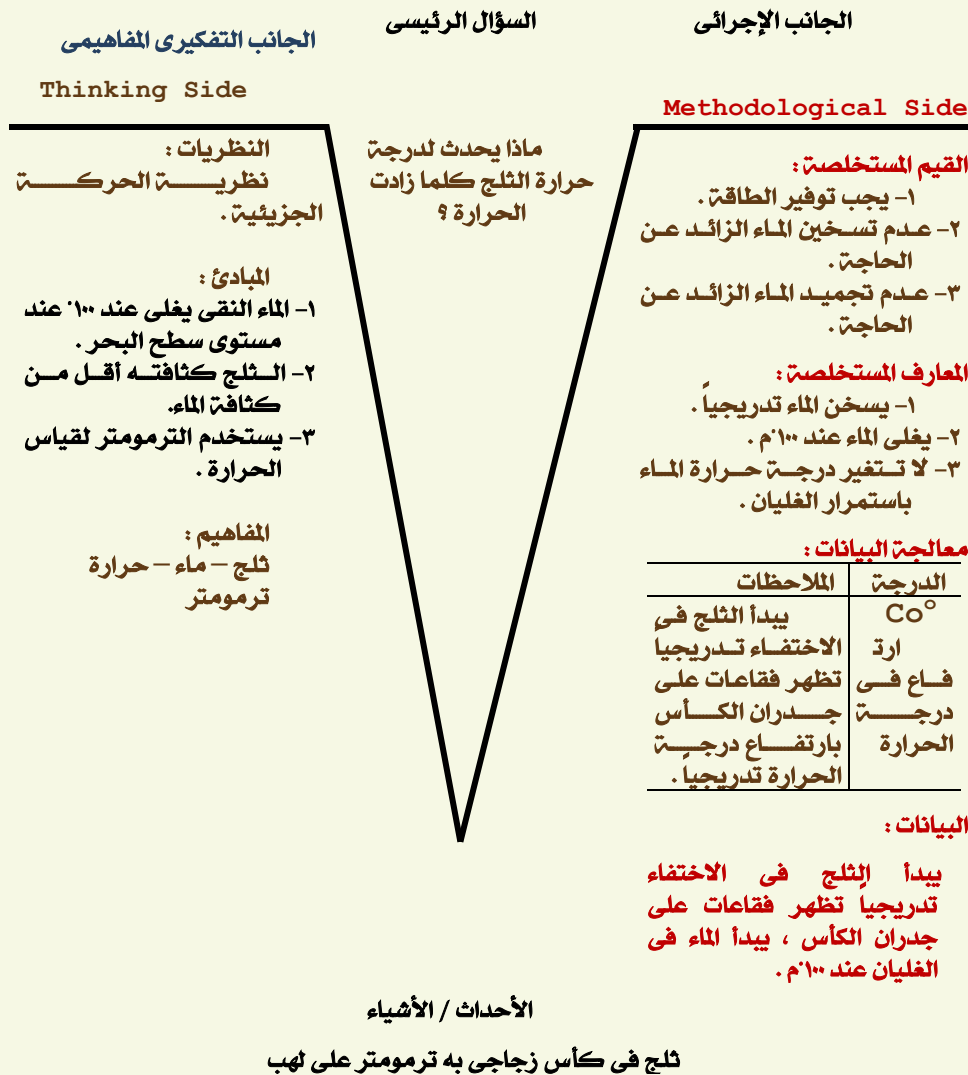 الجانب الإجرائى
السؤال الرئيسى
الجانب التفكيرى المفاهيمى
Methodological Side
Thinking Side
القيم المستخلصة :
١- يجب توفير الطاقة .
٢- عدم تسخين الماء الزائد عن
الحاجة .
٣- عدم تجميد الماء الزائد عن
الحاجة .
المعارف المستخلصة :
١- يسخن الماء تدريجياً .
٢- يغلى الماء عند ١٠٠°م .
٣- لا تتغير درجة حرارة الماء
باستمرار الغليان .
معالجة البيانات :
الدرجة الملاحظات
Co° يبدأ الثلج فى
ارت الاختفاء تدريجياً
فاع فى تظهر فقاعات على
درجة جدران الكأس
الحرارة بارتفاع درجة
الحرارة تدريجياً .
البيانات :
يبدأ الثلج فى الاختفاء
تدريجياً تظهر فقاعات على
جدران الكأس ، يبدأ الماء فى
الغليان عند ١٠٠°م .
ماذا يحدث لدرجة
حرارة الثلج كلما زادت
الحرارة ؟
النظريات :
نظرية الحركة
الجزيئية .
المبادئ :
١- الماء النقى يغلى عند ١٠٠° عند
مستوى سطح البحر .
٢- الثلج كثافته أقل من
كثافة الماء.
٣- يستخدم الترمومتر لقياس
الحرارة .
المفاهيم :
ثلج – ماء – حرارة
ترمومتر
الأحداث / الأشياء
ثلج فى كأس زجاجى به ترمومتر على لهب